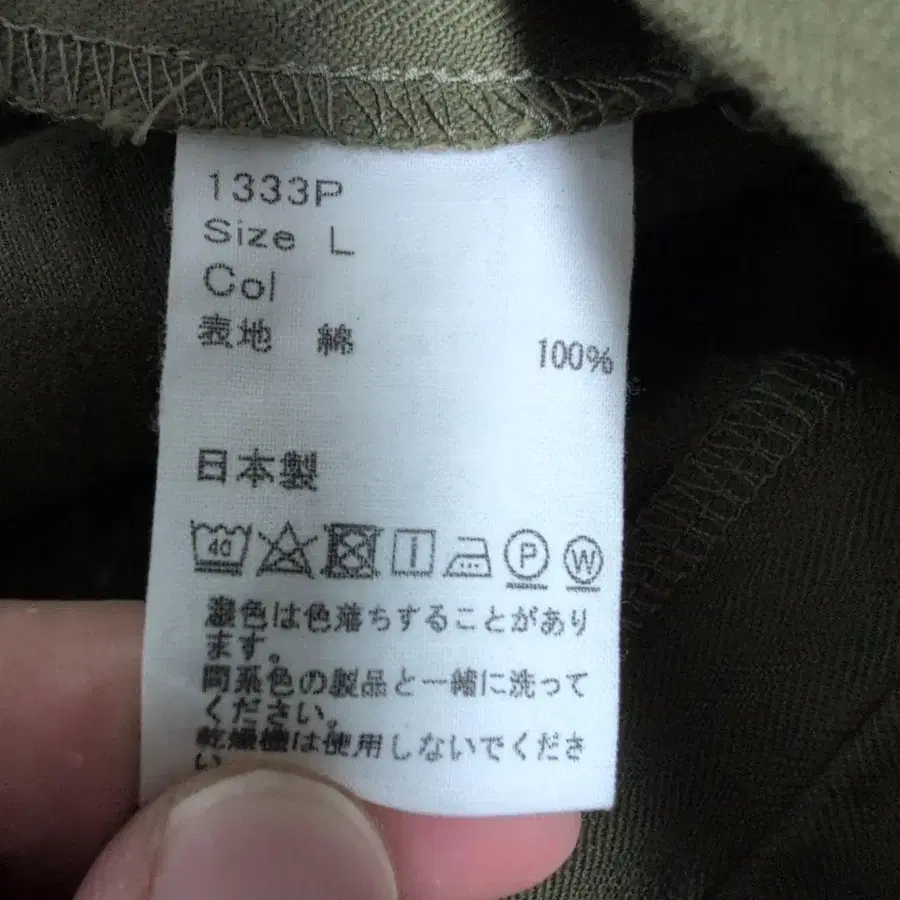 1333P
Size L
Col
表地 綿 100%
日本製
40 P W
濃色は色落ちすることがあり
ます。
同系色の製品と一緒に洗って
ください。
乾燥機は使用しないでくださ
い